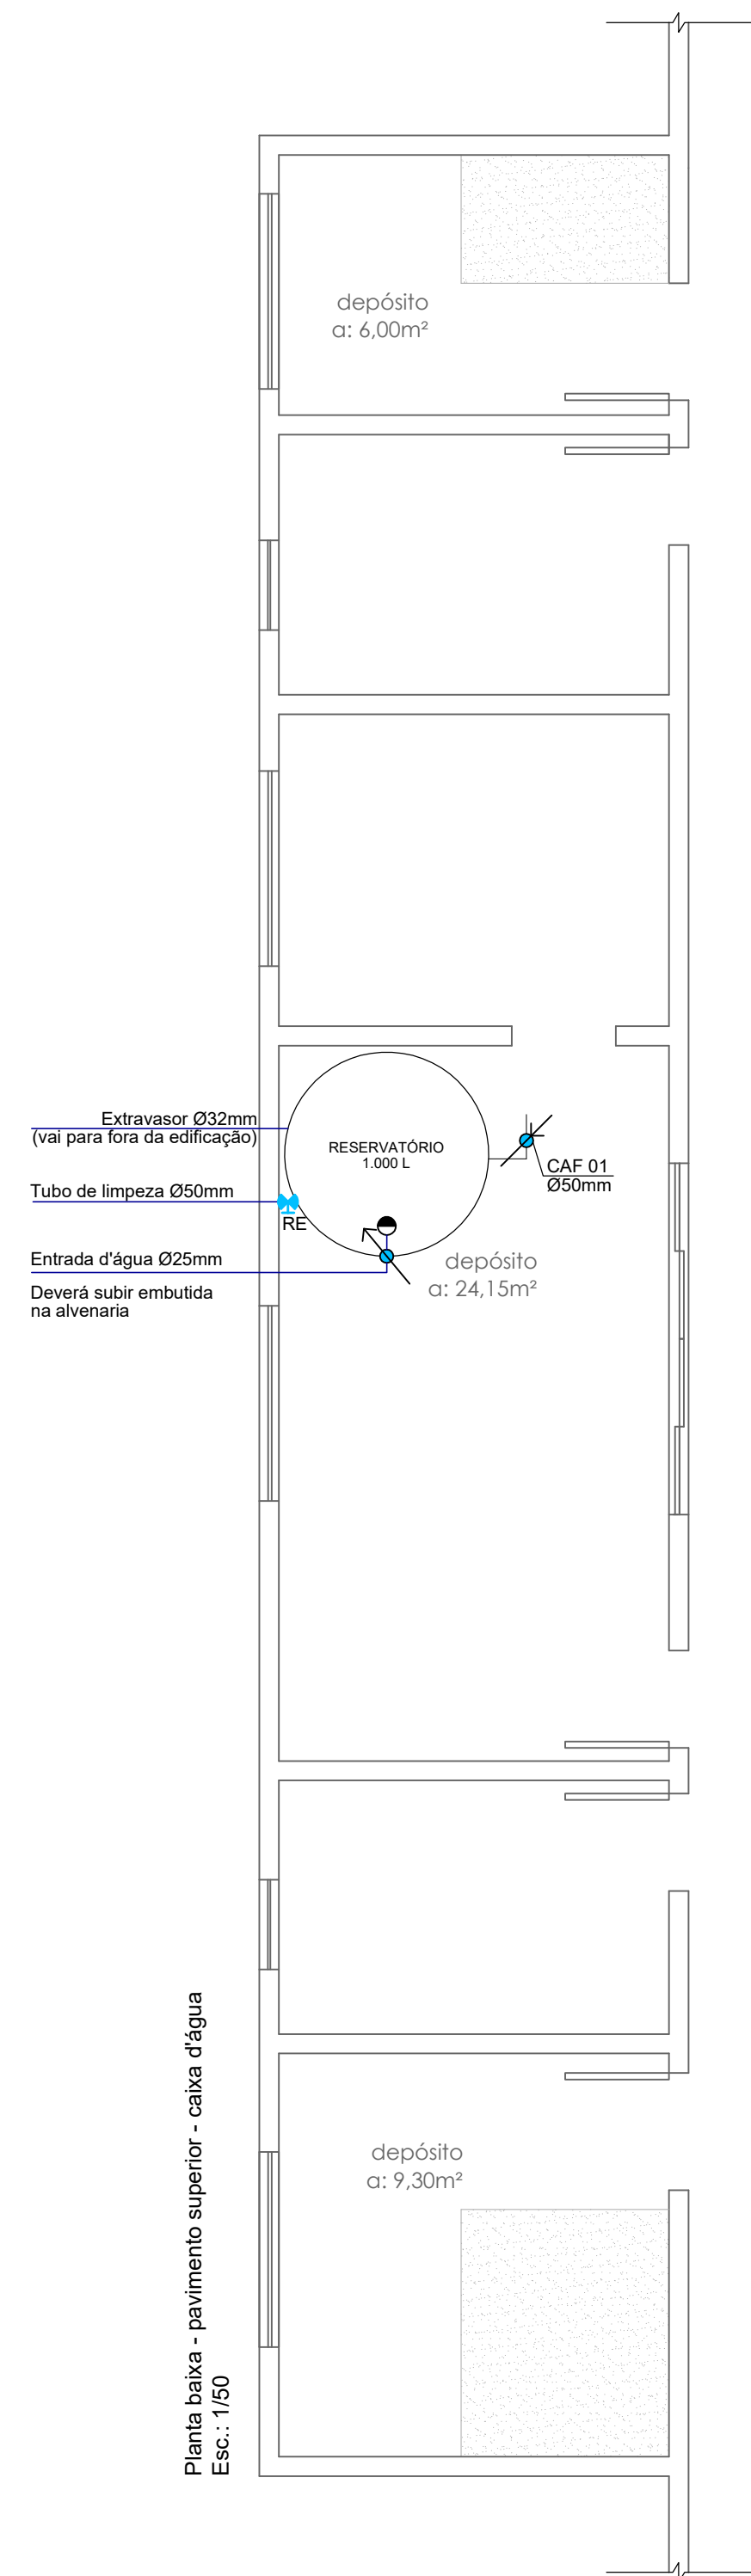 depósito
a: 6,00m²
Extravasor Ø32mm
(vai para fora da edificação)
RESERVATÓRIO
1.000 L
CAF 01
Ø50mm
Tubo de limpeza Ø50mm
RE
Entrada d'água Ø25mm
Deverá subir embutida
na alvenaria
depósito
a: 24,15m²
depósito
a: 9,30m²
Planta baixa - pavimento superior - caixa d'água
Esc.: 1/50